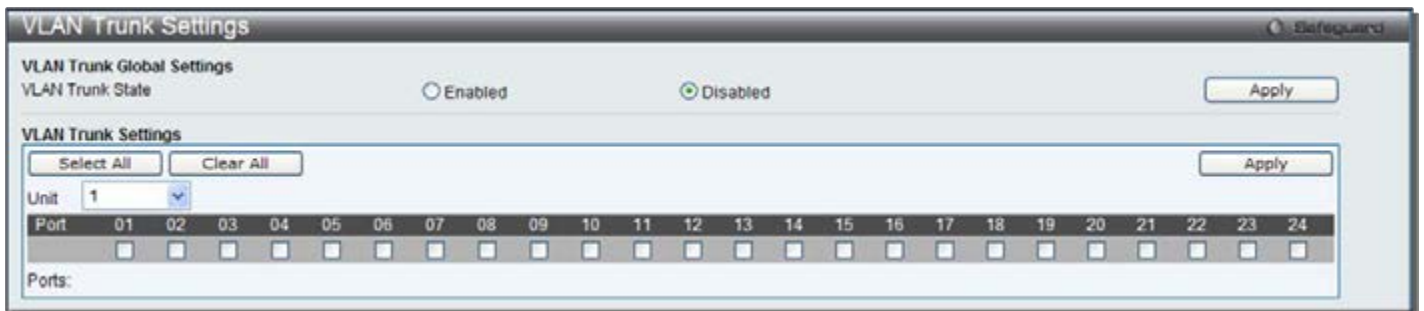 VLAN Trunk Settings
Safeguard
VLAN Trunk Global Settings
VLAN Trunk State Enabled Disabled Apply
VLAN Trunk Settings
Select All Clear All Apply
Unit 1
Port 01 02 03 04 05 06 07 08 09 10 11 12 13 14 15 16 17 18 19 20 21 22 23 24
Ports: